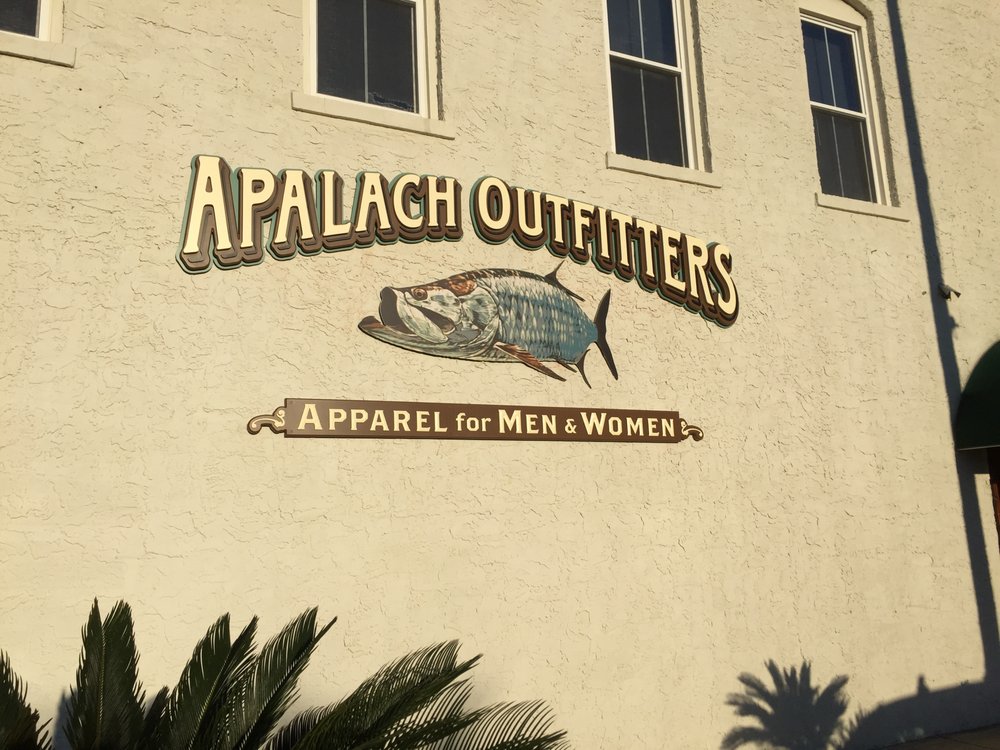 APALACH OUTFITTERS
APPAREL for MEN & WOMEN